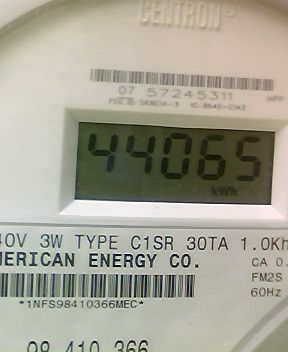 CENTRON®
07 57245311
44065
kWh
40V 3W TYPE C1SR 30TA 1.0Kh
MERICAN ENERGY CO.
CA 0.
FM2S
60Hz
*1NFS98410366MEC*
98 410 366